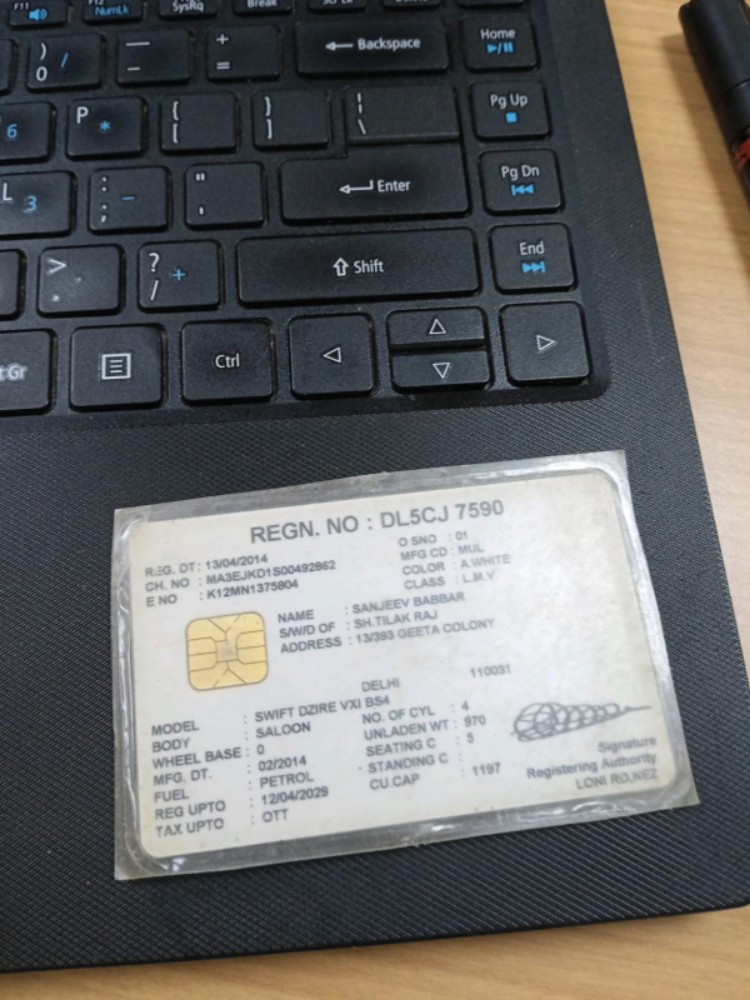 F11 F12 NumLk SysRq Break
) 0 / — - + = Backspace Home
6 P * { [ } ] | \ Pg Up
L 3 : ; - " ' Enter Pg Dn
> . ? / + Shift End
Gr Ctrl
REGN. NO : DL5CJ 7590
REG. DT : 13/04/2014 O SNO : 01
CH. NO : MA3EJKD1S00492862 MFG CD : MUL
E NO : K12MN1375804 COLOR : A.WHITE
CLASS : L.M.V
NAME : SANJEEV BABBAR
S/W/D OF : SH.TILAK RAJ
ADDRESS : 13/393 GEETA COLONY
DELHI 110031
MODEL : SWIFT DZIRE VXI BS4
BODY : SALOON NO. OF CYL : 4
WHEEL BASE : 0 UNLADEN WT : 970
MFG. DT. : 02/2014 SEATING C : 5
FUEL : PETROL STANDING C :
REG UPTO : 12/04/2029 CU.CAP : 1197
TAX UPTO : OTT
Signature
Registering Authority
LONI RD,NEZ